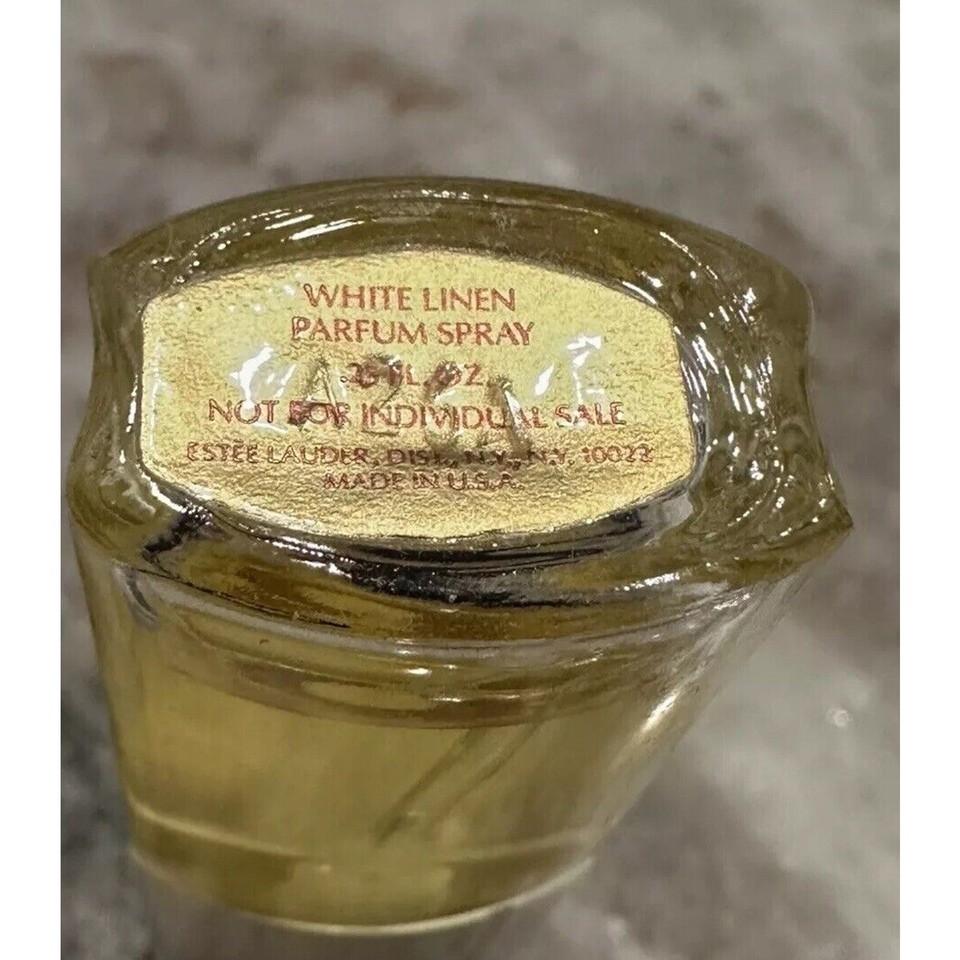 WHITE LINEN
PARFUM SPRAY
.25 FL. OZ.
NOT FOR INDIVIDUAL SALE
ESTEE LAUDER, DIST., N.Y., N.Y. 10022
MADE IN U.S.A.